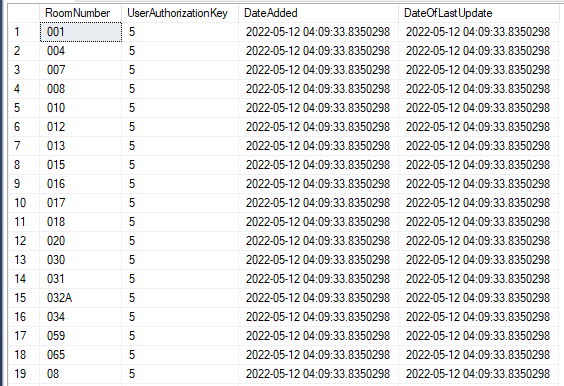 RoomNumber UserAuthorizationKey DateAdded DateOfLastUpdate
1 001 5 2022-05-12 04:09:33.8350298 2022-05-12 04:09:33.8350298
2 004 5 2022-05-12 04:09:33.8350298 2022-05-12 04:09:33.8350298
3 007 5 2022-05-12 04:09:33.8350298 2022-05-12 04:09:33.8350298
4 008 5 2022-05-12 04:09:33.8350298 2022-05-12 04:09:33.8350298
5 010 5 2022-05-12 04:09:33.8350298 2022-05-12 04:09:33.8350298
6 012 5 2022-05-12 04:09:33.8350298 2022-05-12 04:09:33.8350298
7 013 5 2022-05-12 04:09:33.8350298 2022-05-12 04:09:33.8350298
8 015 5 2022-05-12 04:09:33.8350298 2022-05-12 04:09:33.8350298
9 016 5 2022-05-12 04:09:33.8350298 2022-05-12 04:09:33.8350298
10 017 5 2022-05-12 04:09:33.8350298 2022-05-12 04:09:33.8350298
11 018 5 2022-05-12 04:09:33.8350298 2022-05-12 04:09:33.8350298
12 020 5 2022-05-12 04:09:33.8350298 2022-05-12 04:09:33.8350298
13 030 5 2022-05-12 04:09:33.8350298 2022-05-12 04:09:33.8350298
14 031 5 2022-05-12 04:09:33.8350298 2022-05-12 04:09:33.8350298
15 032A 5 2022-05-12 04:09:33.8350298 2022-05-12 04:09:33.8350298
16 034 5 2022-05-12 04:09:33.8350298 2022-05-12 04:09:33.8350298
17 059 5 2022-05-12 04:09:33.8350298 2022-05-12 04:09:33.8350298
18 065 5 2022-05-12 04:09:33.8350298 2022-05-12 04:09:33.8350298
19 08 5 2022-05-12 04:09:33.8350298 2022-05-12 04:09:33.8350298